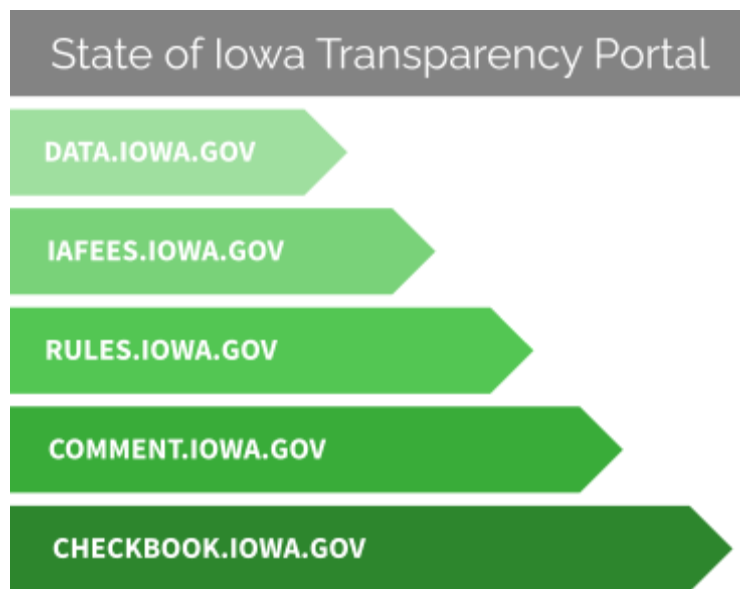 State of Iowa Transparency Portal
DATA.IOWA.GOV
IAFEES.IOWA.GOV
RULES.IOWA.GOV
COMMENT.IOWA.GOV
CHECKBOOK.IOWA.GOV